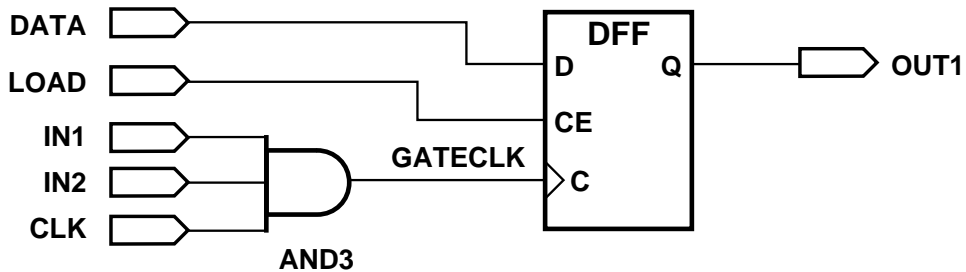 DATA
LOAD
IN1
IN2
CLK
AND3
GATECLK
DFF
D
Q
CE
C
OUT1